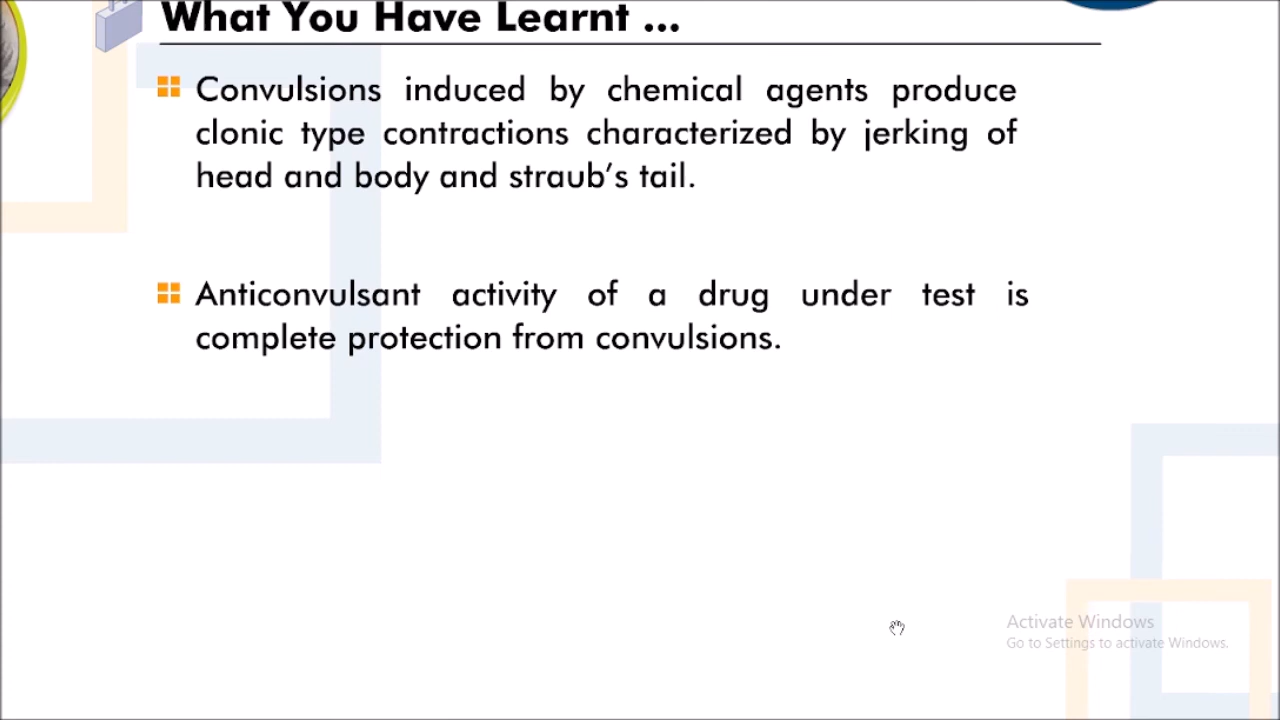 What You Have Learnt ...
Convulsions induced by chemical agents produce
clonic type contractions characterized by jerking of
head and body and straub's tail.
Anticonvulsant activity of a drug under test is
complete protection from convulsions.
Activate Windows
Go to Settings to activate Windows.